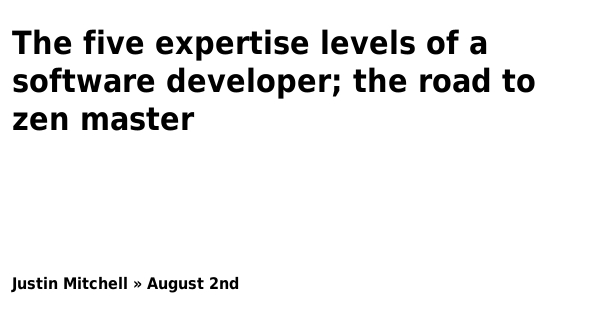 The five expertise levels of a
software developer; the road to
zen master
Justin Mitchell » August 2nd